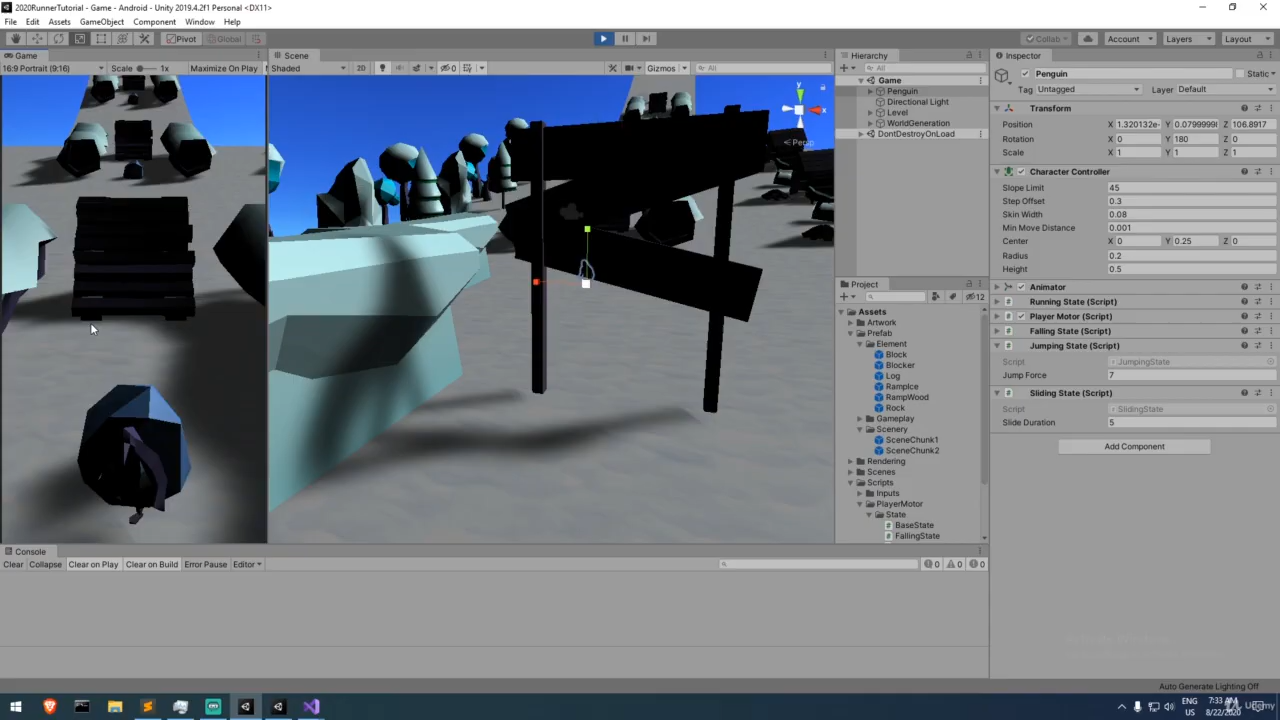 2020RunnerTutorial - Game - Android - Unity 2019.4.2f1 Personal <DX11>
File Edit Assets GameObject Component Window Help
Pivot Global Collab Account Layers Layout
Game Scene Hierarchy Inspector
16:9 Portrait (9:16) Scale 1x Maximize On Play Shaded 2D 0 Gizmos All All
Penguin Static
Tag Untagged Layer Default
Game
Penguin
Directional Light
Level
WorldGeneration
DontDestroyOnLoad
y
x
< Persp
Transform
Position X 1.320132e- Y 0.0799999 Z 106.8917
Rotation X 0 Y 180 Z 0
Scale X 1 Y 1 Z 1
Character Controller
Slope Limit 45
Step Offset 0.3
Skin Width 0.08
Min Move Distance 0.001
Center X 0 Y 0.25 Z 0
Radius 0.2
Height 0.5
Animator
Running State (Script)
Player Motor (Script)
Falling State (Script)
Jumping State (Script)
Script JumpingState
Jump Force 7
Sliding State (Script)
Script SlidingState
Slide Duration 5
Add Component
Project
12
Assets
Artwork
Prefab
Element
Block
Blocker
Log
RampIce
RampWood
Rock
Gameplay
Scenery
SceneChunk1
SceneChunk2
Rendering
Scenes
Scripts
Inputs
PlayerMotor
State
BaseState
FallingState
Console
Clear Collapse Clear on Play Clear on Build Error Pause Editor 0 0 0
Auto Generate Lighting Off
ENG
US
7:33 AM
8/22/2020
Udemy